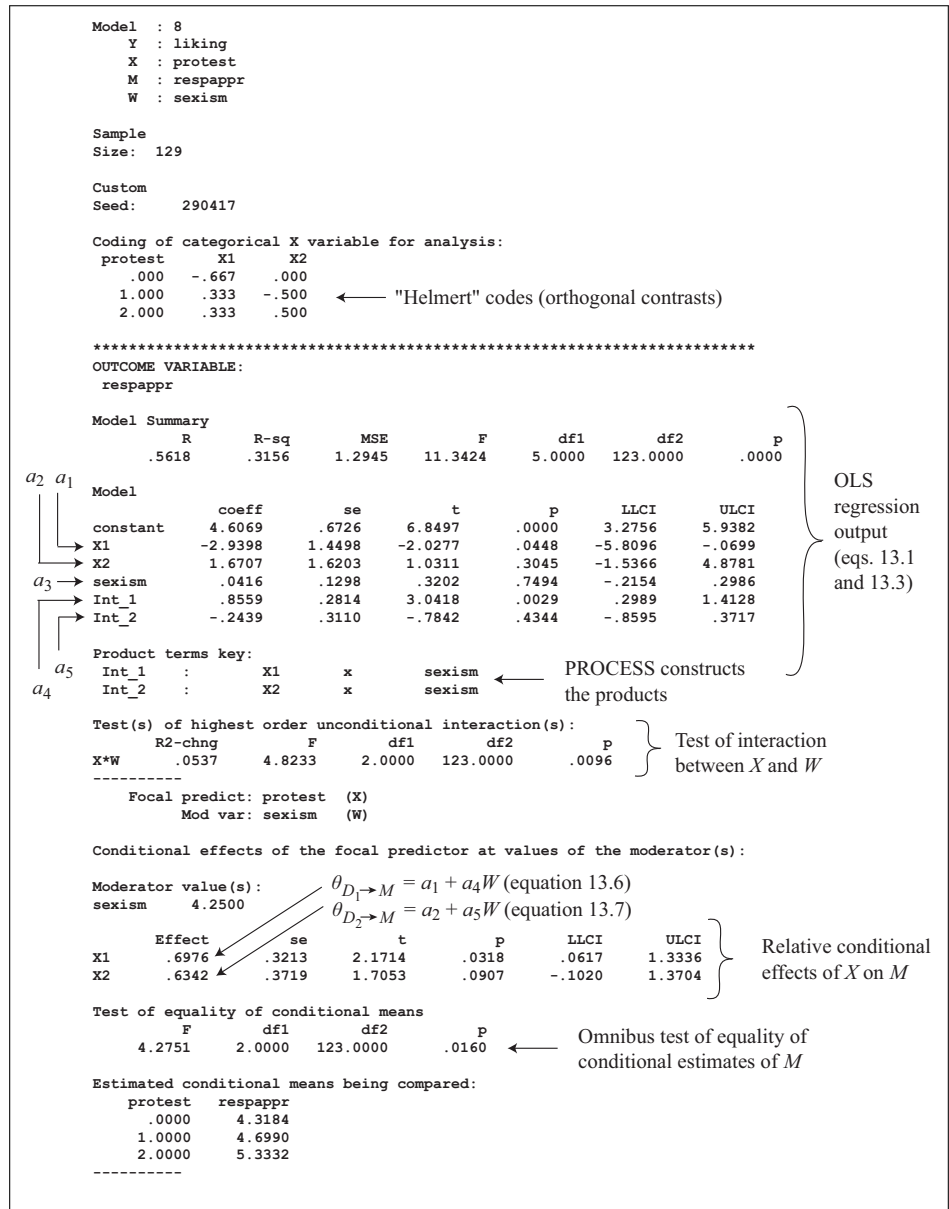 Model : 8
Y : liking
X : protest
M : respappr
W : sexism
Sample
Size: 129
Custom
Seed: 290417
Coding of categorical X variable for analysis:
protest X1 X2
.000 -.667 .000
1.000 .333 -.500
2.000 .333 .500
"Helmert" codes (orthogonal contrasts)
**************************************************************************
OUTCOME VARIABLE:
respappr
Model Summary
R R-sq MSE F df1 df2 p
.5618 .3156 1.2945 11.3424 5.0000 123.0000 .0000
Model
coeff se t p LLCI ULCI
constant 4.6069 .6726 6.8497 .0000 3.2756 5.9382
X1 -2.9398 1.4498 -2.0277 .0448 -5.8096 -.0699
X2 1.6707 1.6203 1.0311 .3045 -1.5366 4.8781
sexism .0416 .1298 .3202 .7494 -.2154 .2986
Int_1 .8559 .2814 3.0418 .0029 .2989 1.4128
Int_2 -.2439 .3110 -.7842 .4344 -.8595 .3717
a2 a1
a3
a5
a4
OLS
regression
output
(eqs. 13.1
and 13.3)
Product terms key:
Int_1 : X1 x sexism
Int_2 : X2 x sexism
PROCESS constructs
the products
Test(s) of highest order unconditional interaction(s):
R2-chng F df1 df2 p
X*W .0537 4.8233 2.0000 123.0000 .0096
Test of interaction
between X and W
----------
Focal predict: protest (X)
Mod var: sexism (W)
Conditional effects of the focal predictor at values of the moderator(s):
Moderator value(s):
sexism 4.2500
θD1→M = a1 + a4W (equation 13.6)
θD2→M = a2 + a5W (equation 13.7)
Effect se t p LLCI ULCI
X1 .6976 .3213 2.1714 .0318 .0617 1.3336
X2 .6342 .3719 1.7053 .0907 -.1020 1.3704
Relative conditional
effects of X on M
Test of equality of conditional means
F df1 df2 p
4.2751 2.0000 123.0000 .0160
Omnibus test of equality of
conditional estimates of M
Estimated conditional means being compared:
protest respappr
.0000 4.3184
1.0000 4.6990
2.0000 5.3332
----------